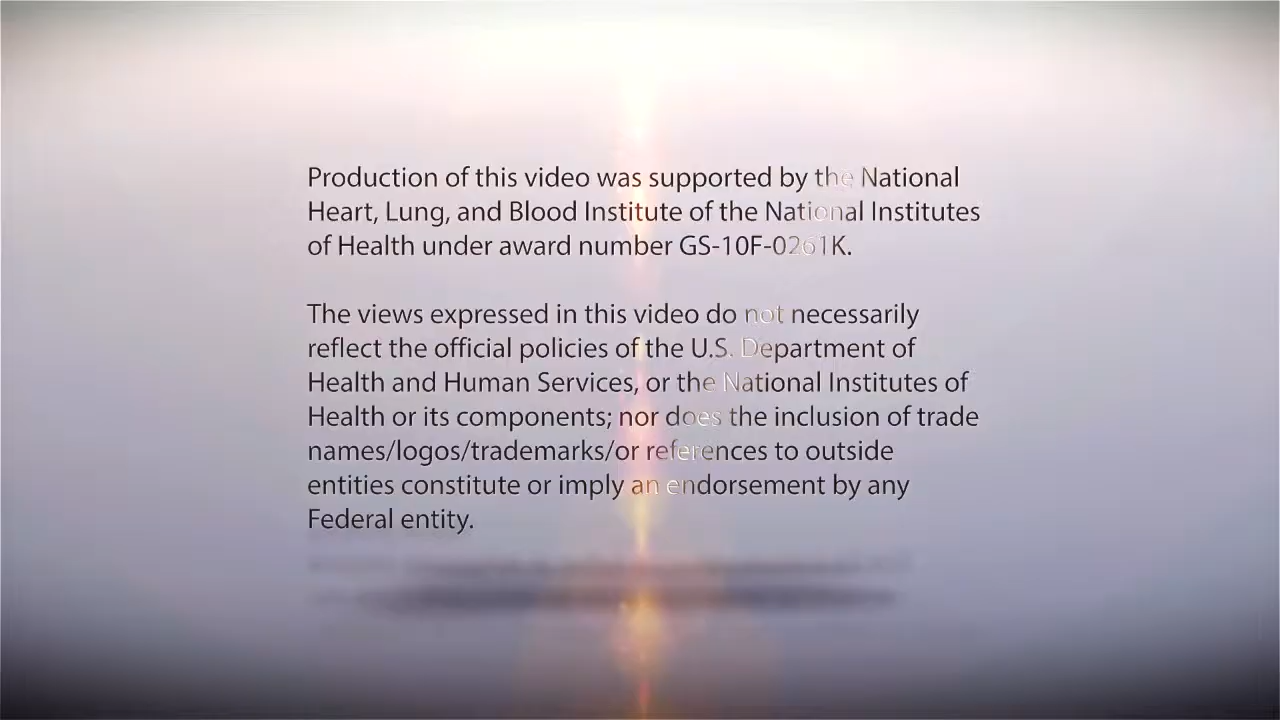 Production of this video was supported by the National
Heart, Lung, and Blood Institute of the National Institutes
of Health under award number GS-10F-0261K.
The views expressed in this video do not necessarily
reflect the official policies of the U.S. Department of
Health and Human Services, or the National Institutes of
Health or its components; nor does the inclusion of trade
names/logos/trademarks/or references to outside
entities constitute or imply an endorsement by any
Federal entity.